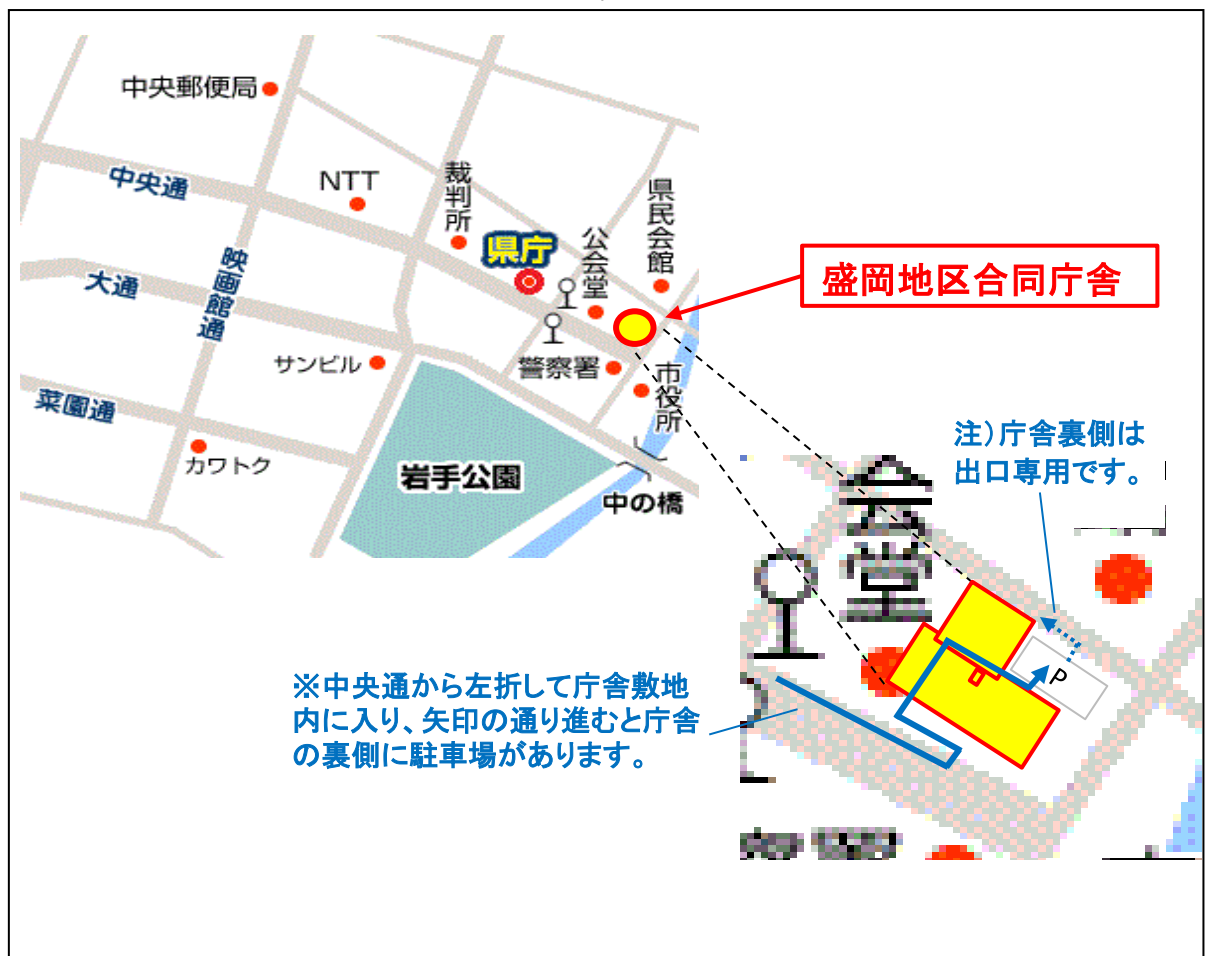 中央郵便局
中央通
NTT
裁判所
県庁
公会堂
県民会館
盛岡地区合同庁舎
大通
映画館通
サンビル
警察署
市役所
菜園通
カワトク
岩手公園
中の橋
注)庁舎裏側は
出口専用です。
会堂
P
※中央通から左折して庁舎敷地
内に入り、矢印の通り進むと庁舎
の裏側に駐車場があります。